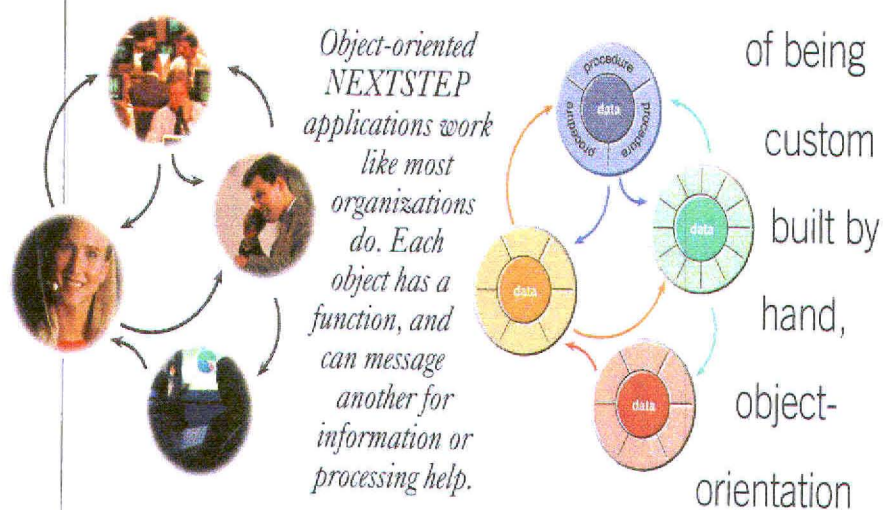 Object-oriented
NEXTSTEP
applications work
like most
organizations
do. Each
object has a
function, and
can message
another for
information or
processing help.
procedure
procedure
procedure
data
data
data
data
of being
custom
built by
hand,
object-
orientation